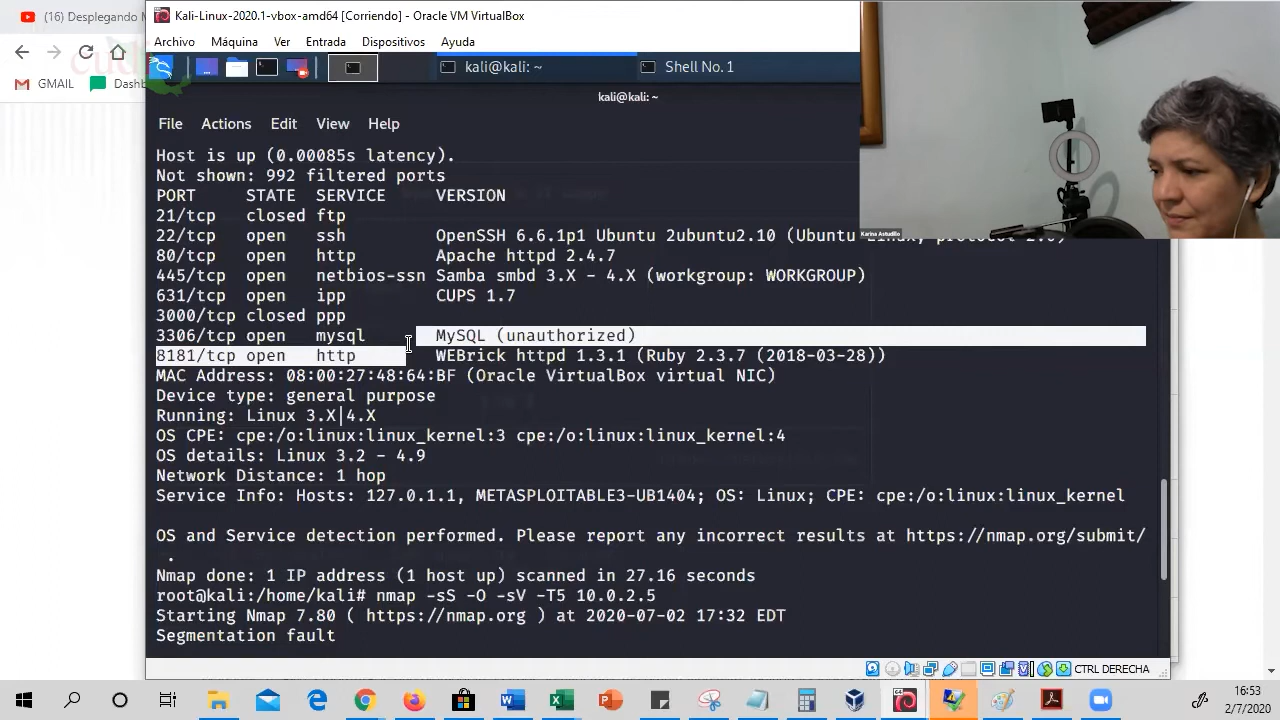 (16) Desplegando M
Kali-Linux-2020.1-vbox-amd64 [Corriendo] - Oracle VM VirtualBox
Archivo Máquina Ver Entrada Dispositivos Ayuda
cudi
kali@kali: ~ Shell No. 1
GMAIL Dashb
kali@kali: ~
File Actions Edit View Help
Host is up (0.00085s latency).
Not shown: 992 filtered ports
PORT STATE SERVICE VERSION
21/tcp closed ftp
Karina Astudillo
22/tcp open ssh OpenSSH 6.6.1p1 Ubuntu 2ubuntu2.10 (Ubuntu Linux, protocol 2.0)
80/tcp open http Apache httpd 2.4.7
445/tcp open netbios-ssn Samba smbd 3.X - 4.X (workgroup: WORKGROUP)
631/tcp open ipp CUPS 1.7
3000/tcp closed ppp
3306/tcp open mysql MySQL (unauthorized)
8181/tcp open http WEBrick httpd 1.3.1 (Ruby 2.3.7 (2018-03-28))
MAC Address: 08:00:27:48:64:BF (Oracle VirtualBox virtual NIC)
Device type: general purpose
Running: Linux 3.X|4.X
OS CPE: cpe:/o:linux:linux_kernel:3 cpe:/o:linux:linux_kernel:4
OS details: Linux 3.2 - 4.9
Network Distance: 1 hop
Service Info: Hosts: 127.0.1.1, METASPLOITABLE3-UB1404; OS: Linux; CPE: cpe:/o:linux:linux_kernel
OS and Service detection performed. Please report any incorrect results at https://nmap.org/submit/
.
Nmap done: 1 IP address (1 host up) scanned in 27.16 seconds
root@kali:/home/kali# nmap -sS -O -sV -T5 10.0.2.5
Starting Nmap 7.80 ( https://nmap.org ) at 2020-07-02 17:32 EDT
Segmentation fault
CTRL DERECHA
16:53
2/7/2020